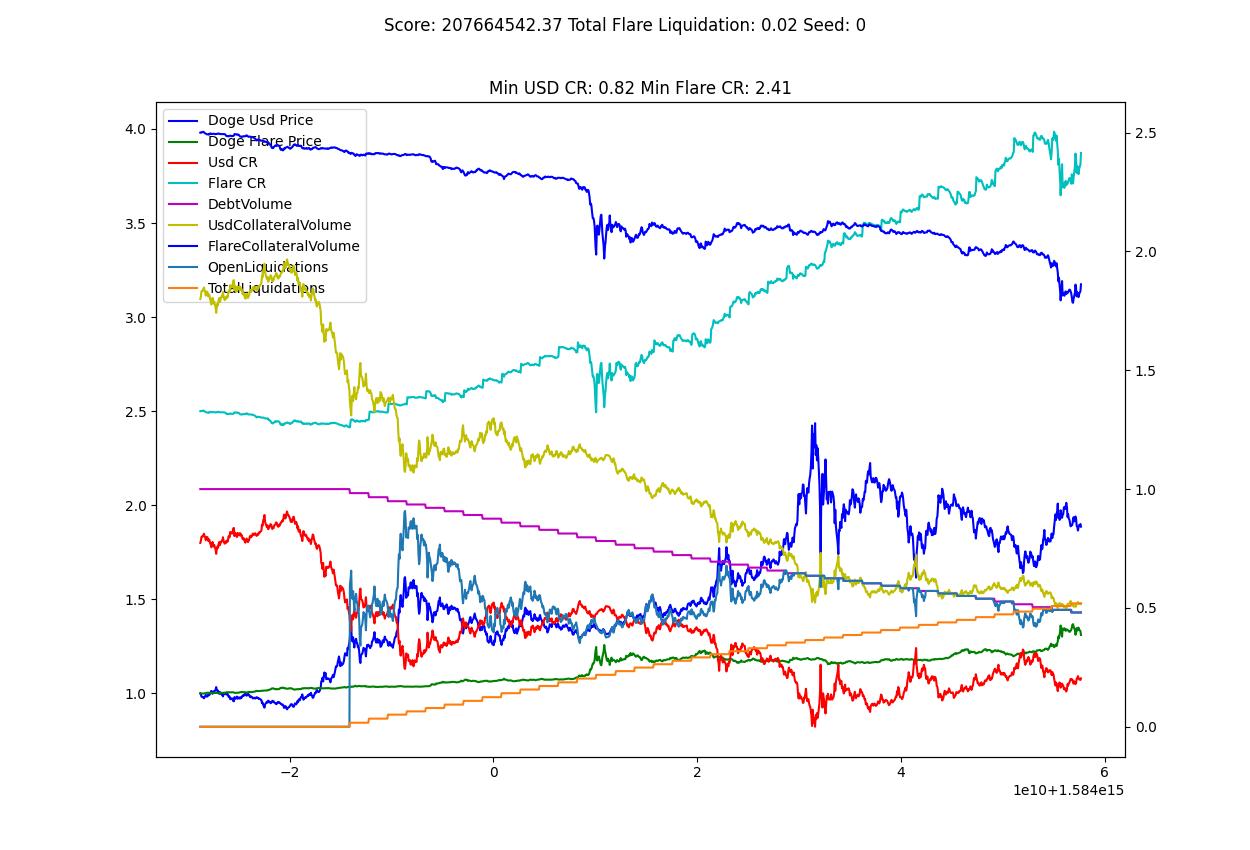 Score: 207664542.37 Total Flare Liquidation: 0.02 Seed: 0
Min USD CR: 0.82 Min Flare CR: 2.41
Doge Usd Price
Doge Flare Price
Usd CR
Flare CR
DebtVolume
UsdCollateralVolume
FlareCollateralVolume
OpenLiquidations
TotalLiquidations
4.0
3.5
3.0
2.5
2.0
1.5
1.0
2.5
2.0
1.5
1.0
0.5
0.0
−2
0
2
4
6
1e10+1.584e15